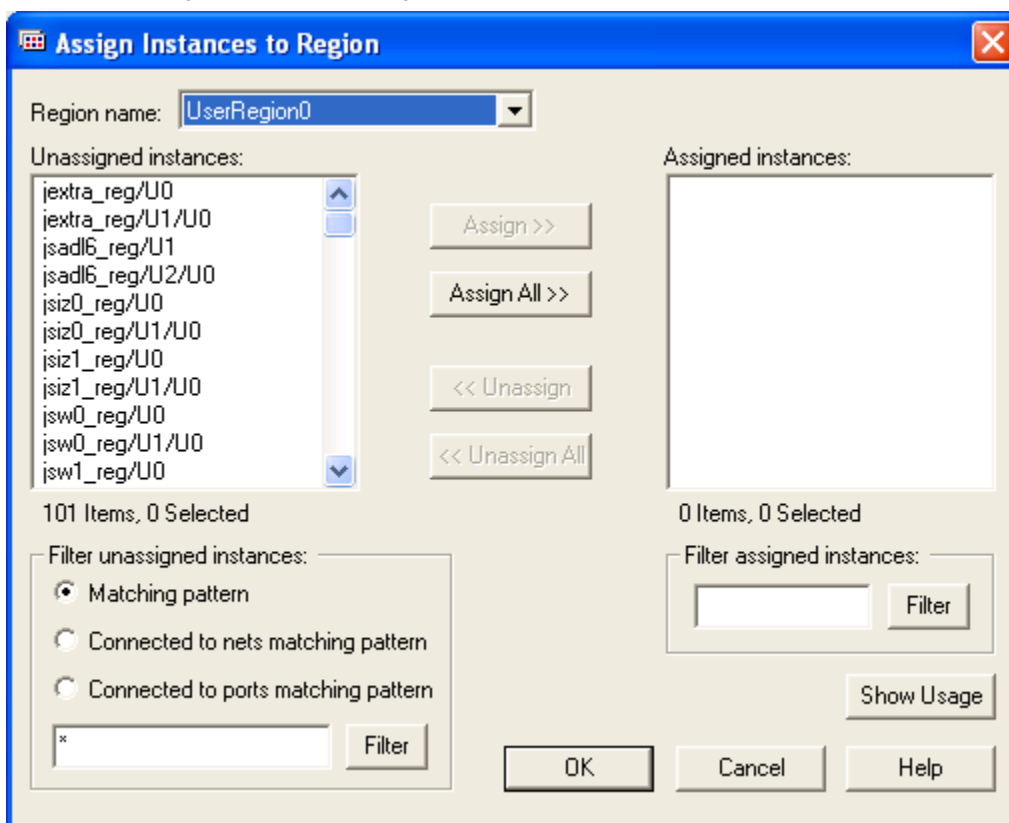 Assign Instances to Region
Region name: UserRegion0
Unassigned instances:
jextra_reg/U0
jextra_reg/U1/U0
jsadl6_reg/U1
jsadl6_reg/U2/U0
jsiz0_reg/U0
jsiz0_reg/U1/U0
jsiz1_reg/U0
jsiz1_reg/U1/U0
jsw0_reg/U0
jsw0_reg/U1/U0
jsw1_reg/U0
101 Items, 0 Selected
Assign >>
Assign All >>
<< Unassign
<< Unassign All
Assigned instances:
0 Items, 0 Selected
Filter unassigned instances:
Matching pattern
Connected to nets matching pattern
Connected to ports matching pattern
* Filter
Filter assigned instances:
Filter
Show Usage
OK Cancel Help